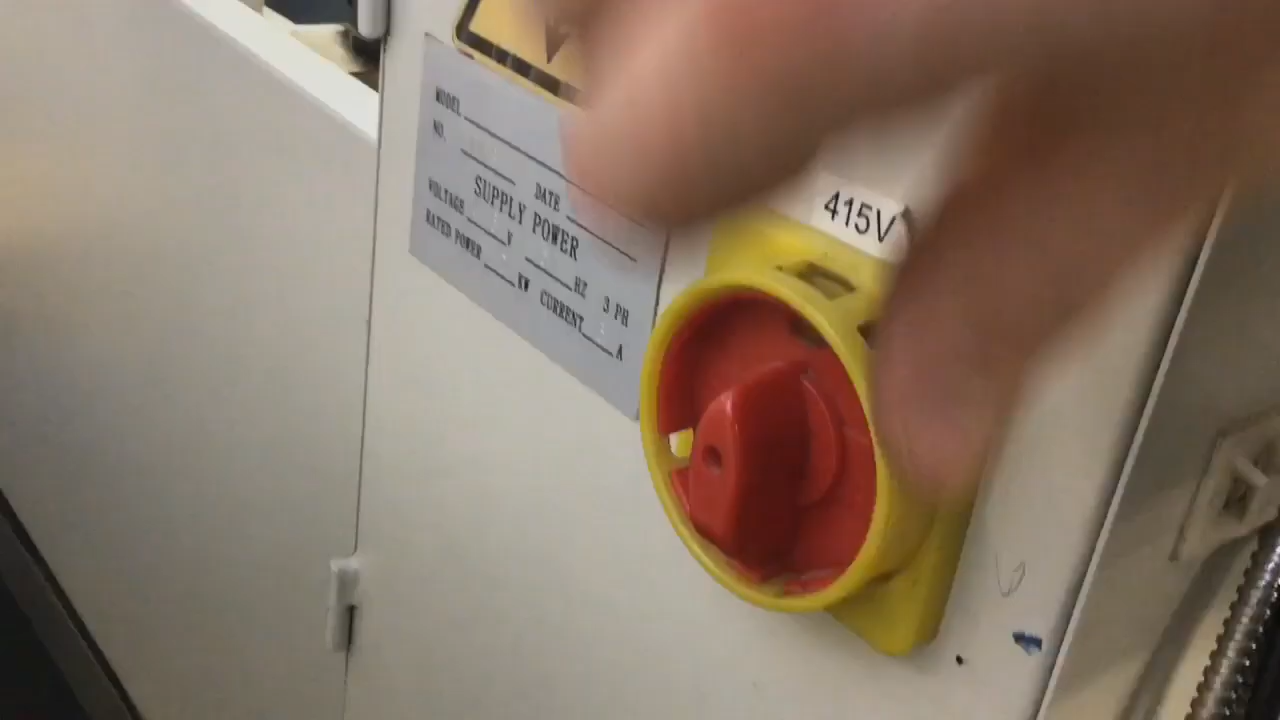 MODEL
NO.
DATE
SUPPLY POWER
VOLTAGE V HZ 3 PH
RATED POWER KW CURRENT A
415V